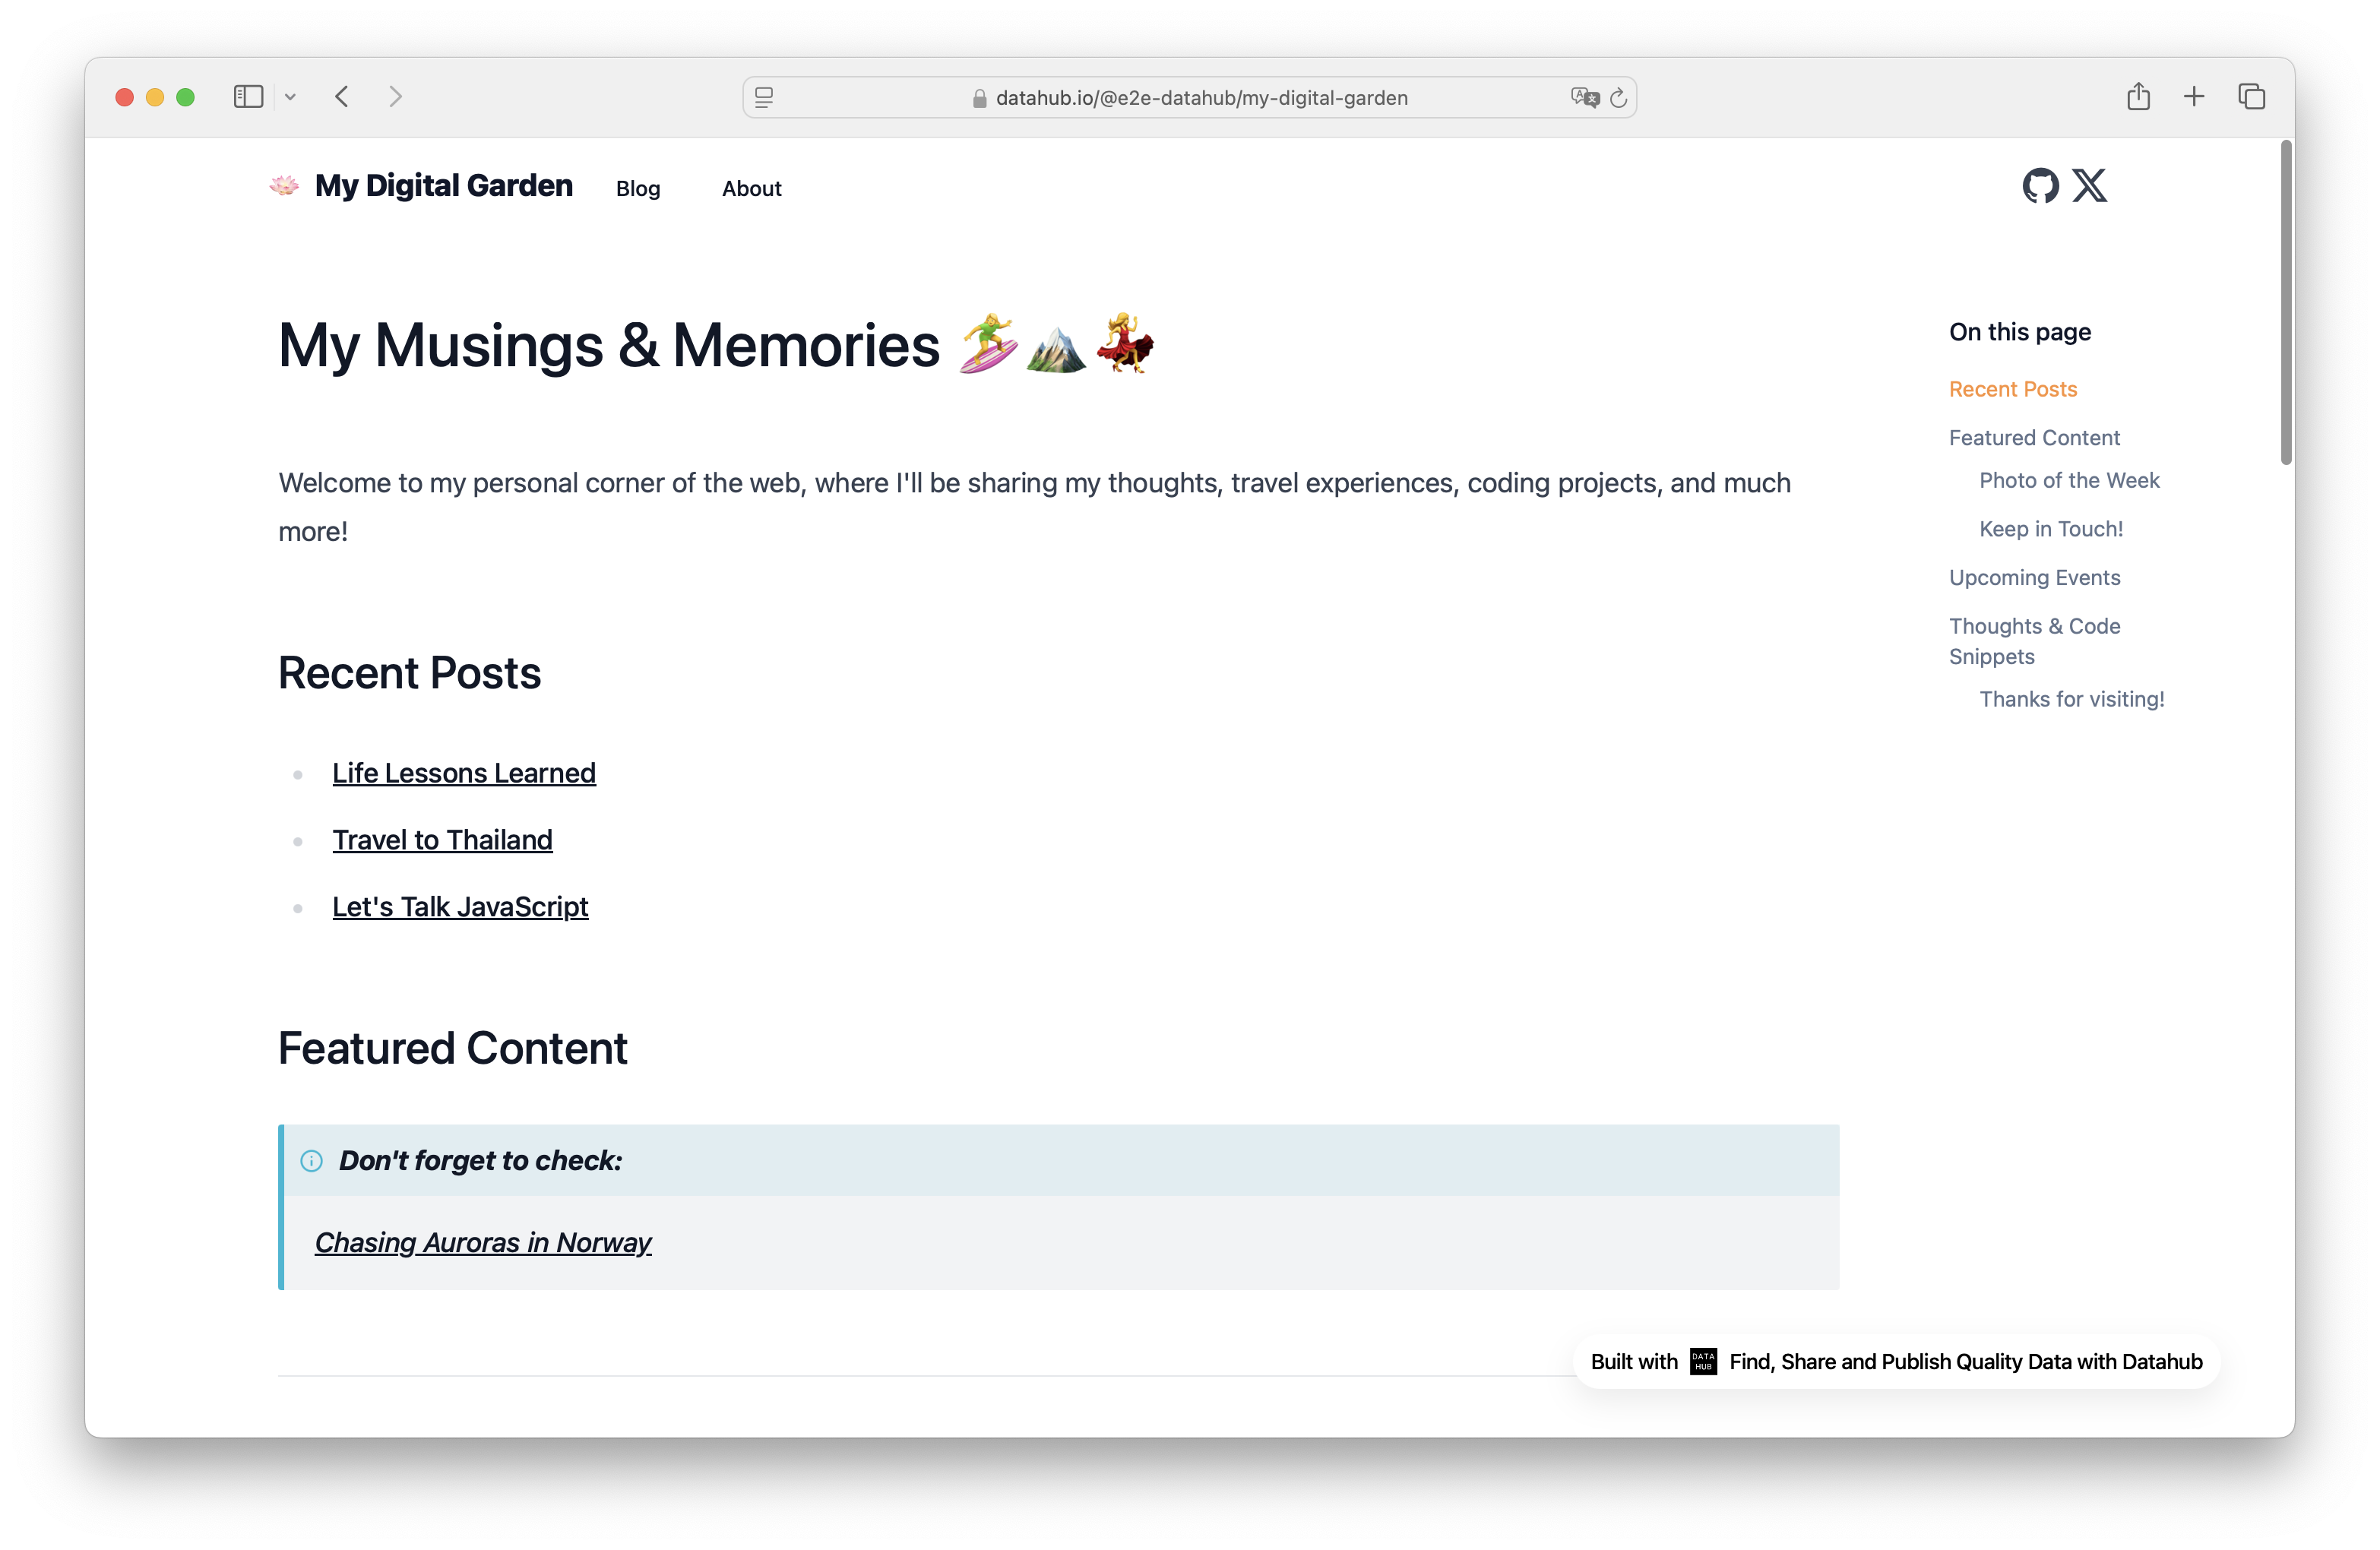 datahub.io/@e2e-datahub/my-digital-garden
My Digital Garden
Blog
About
My Musings & Memories
Welcome to my personal corner of the web, where I'll be sharing my thoughts, travel experiences, coding projects, and much
more!
Recent Posts
Life Lessons Learned
Travel to Thailand
Let's Talk JavaScript
Featured Content
Don't forget to check:
Chasing Auroras in Norway
On this page
Recent Posts
Featured Content
Photo of the Week
Keep in Touch!
Upcoming Events
Thoughts & Code
Snippets
Thanks for visiting!
Built with DATA HUB Find, Share and Publish Quality Data with Datahub